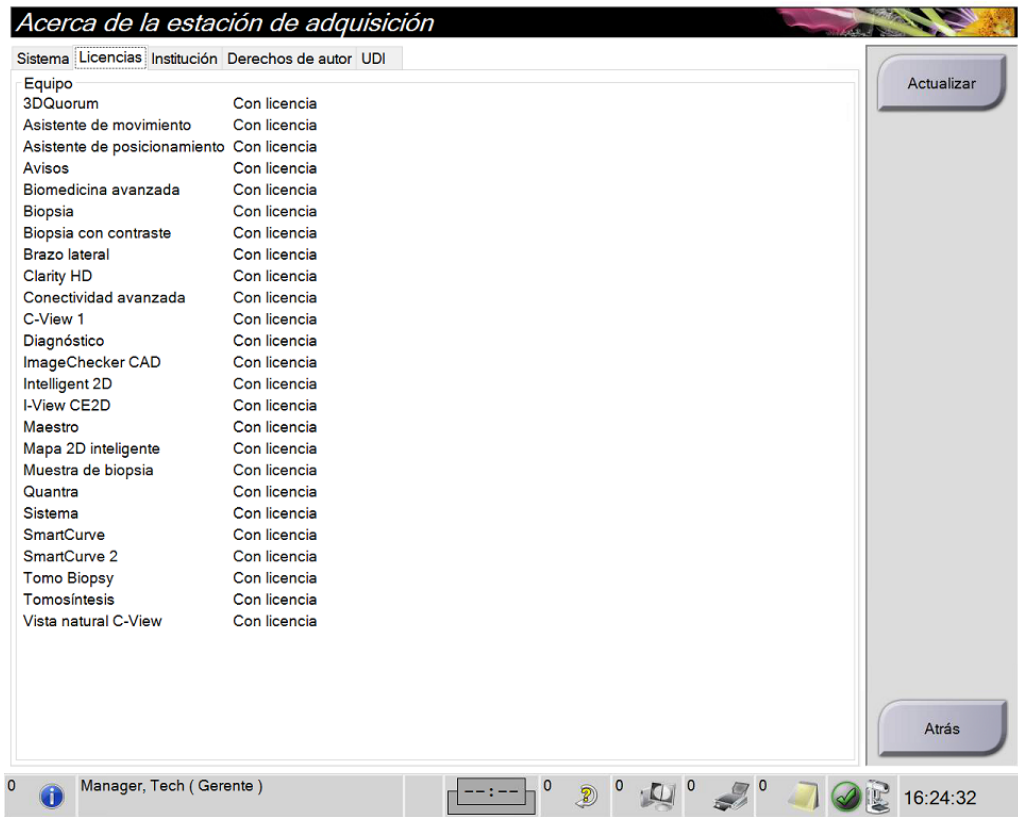 Acerca de la estación de adquisición
Sistema Licencias Institución Derechos de autor UDI
Actualizar
Equipo
3DQuorum Con licencia
Asistente de movimiento Con licencia
Asistente de posicionamiento Con licencia
Avisos Con licencia
Biomedicina avanzada Con licencia
Biopsia Con licencia
Biopsia con contraste Con licencia
Brazo lateral Con licencia
Clarity HD Con licencia
Conectividad avanzada Con licencia
C-View 1 Con licencia
Diagnóstico Con licencia
ImageChecker CAD Con licencia
Intelligent 2D Con licencia
I-View CE2D Con licencia
Maestro Con licencia
Mapa 2D inteligente Con licencia
Muestra de biopsia Con licencia
Quantra Con licencia
Sistema Con licencia
SmartCurve Con licencia
SmartCurve 2 Con licencia
Tomo Biopsy Con licencia
Tomosíntesis Con licencia
Vista natural C-View Con licencia
Atrás
0 Manager, Tech ( Gerente ) --:-- 0 0 0 0 16:24:32